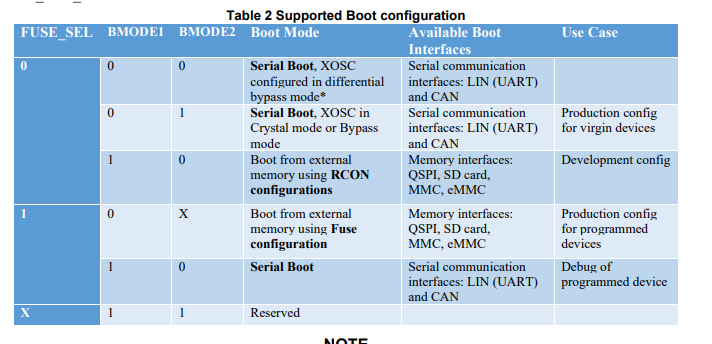 Table 2 Supported Boot configuration
FUSE_SEL BMODE1 BMODE2 Boot Mode Available Boot Interfaces Use Case
0 0 0 Serial Boot, XOSC configured in differential bypass mode* Serial communication interfaces: LIN (UART) and CAN
0 1 Serial Boot, XOSC in Crystal mode or Bypass mode Serial communication interfaces: LIN (UART) and CAN Production config for virgin devices
1 0 Boot from external memory using RCON configurations Memory interfaces: QSPI, SD card, MMC, eMMC Development config
1 0 X Boot from external memory using Fuse configuration Memory interfaces: QSPI, SD card, MMC, eMMC Production config for programmed devices
1 0 Serial Boot Serial communication interfaces: LIN (UART) and CAN Debug of programmed device
X 1 1 Reserved
NOTE